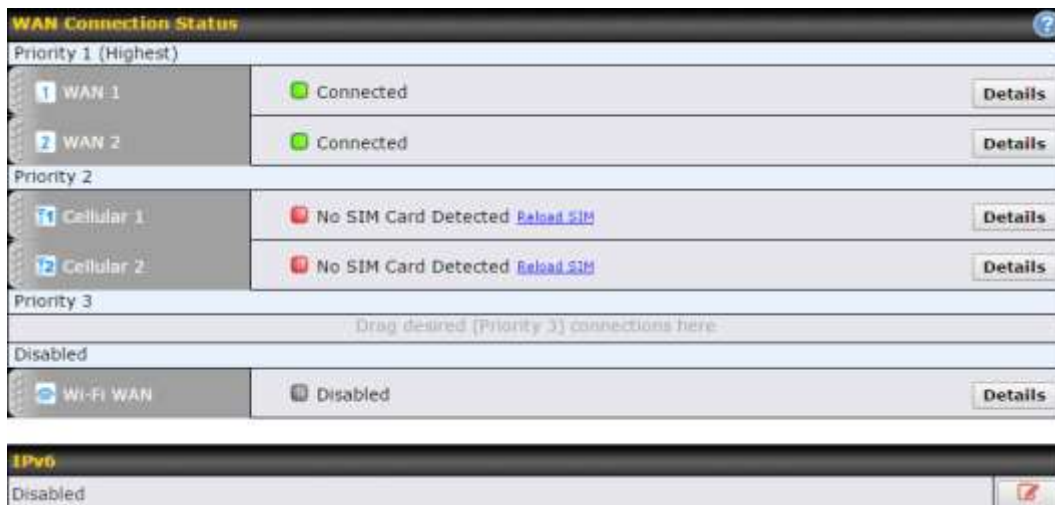 WAN Connection Status
Priority 1 (Highest)
1 WAN 1 Connected Details
2 WAN 2 Connected Details
Priority 2
1 Cellular 1 No SIM Card Detected Reload SIM Details
2 Cellular 2 No SIM Card Detected Reload SIM Details
Priority 3
Drag desired (Priority 3) connections here
Disabled
Wi-Fi WAN Disabled Details
IPv6
Disabled